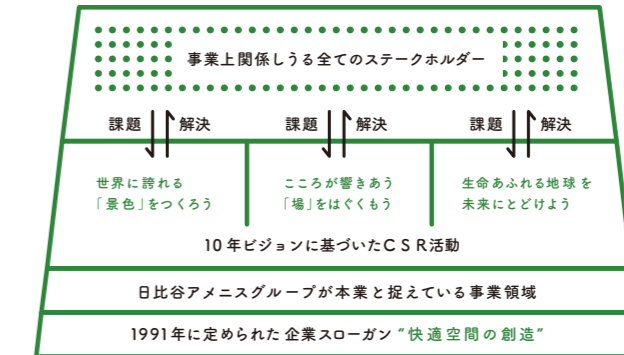 事業上関係しうる全てのステークホルダー
課題 解決 課題 解決 課題 解決
世界に誇れる
「景色」をつくろう
こころが響きあう
「場」をはぐくもう
生命あふれる地球を
未来にとどけよう
10年ビジョンに基づいたCSR活動
日比谷アメニスグループが本業と捉えている事業領域
1991年に定められた企業スローガン“快適空間の創造”